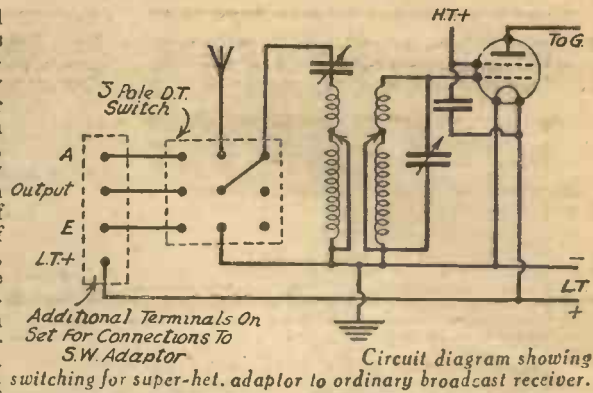 H.T.+
To G.
3 Pole D.T.
Switch
A
Output
E
L.T.+
−
LT
+
Additional Terminals On
Set For Connections To
S.W. Adaptor
Circuit diagram showing
switching for super-het. adaptor to ordinary broadcast receiver.